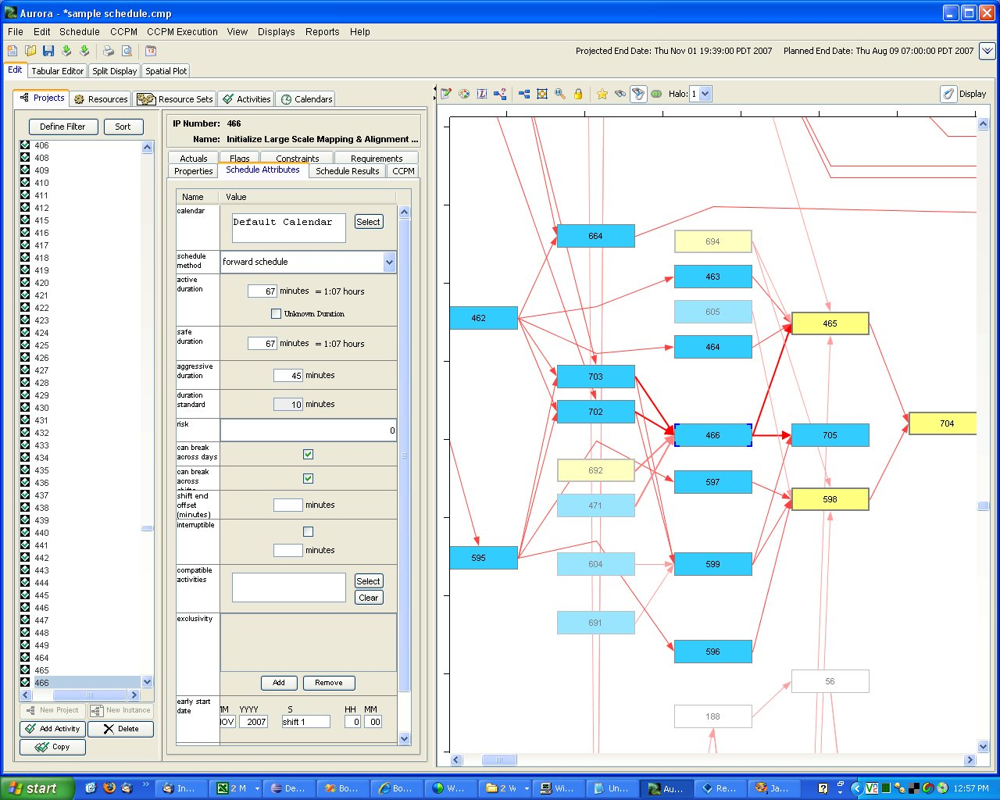 Aurora - *sample schedule.cmp
File Edit Schedule CCPM CCPM Execution View Displays Reports Help
Projected End Date: Thu Nov 01 19:39:00 PDT 2007 Planned End Date: Thu Aug 09 07:00:00 PDT 2007
Edit Tabular Editor Split Display Spatial Plot
Projects Resources Resource Sets Activities Calendars
Halo: 1 Display
Define Filter Sort
406
408
409
410
411
412
415
416
417
418
419
420
421
422
423
424
425
426
427
428
429
430
431
432
433
434
435
436
437
438
439
440
441
442
443
444
445
446
447
448
449
464
465
466
New Project New Instance
Add Activity Delete
Copy
IP Number: 466
Name: Initialize Large Scale Mapping & Alignment ...
Actuals Flags Constraints Requirements
Properties Schedule Attributes Schedule Results CCPM
Name Value
calendar Default Calendar Select
schedule method forward schedule
active duration 67 minutes = 1:07 hours
Unknown Duration
safe duration 67 minutes = 1:07 hours
aggressive duration 45 minutes
duration standard 10 minutes
risk 0
can break across days
can break across
shift end offset (minutes) minutes
interruptible
minutes
compatible activities Select
Clear
exclusivity
Add Remove
early start date MM YYYY S HH MM
NOV 2007 shift 1 0 00
664
694
463
605
464
462
465
703
702
466
705
704
692
471
597
598
595
604
599
691
596
56
188
start In... 2 M De... Bo... Bo... W... 2 W Wi... Un... Au... Re... Ja... 12:57 PM